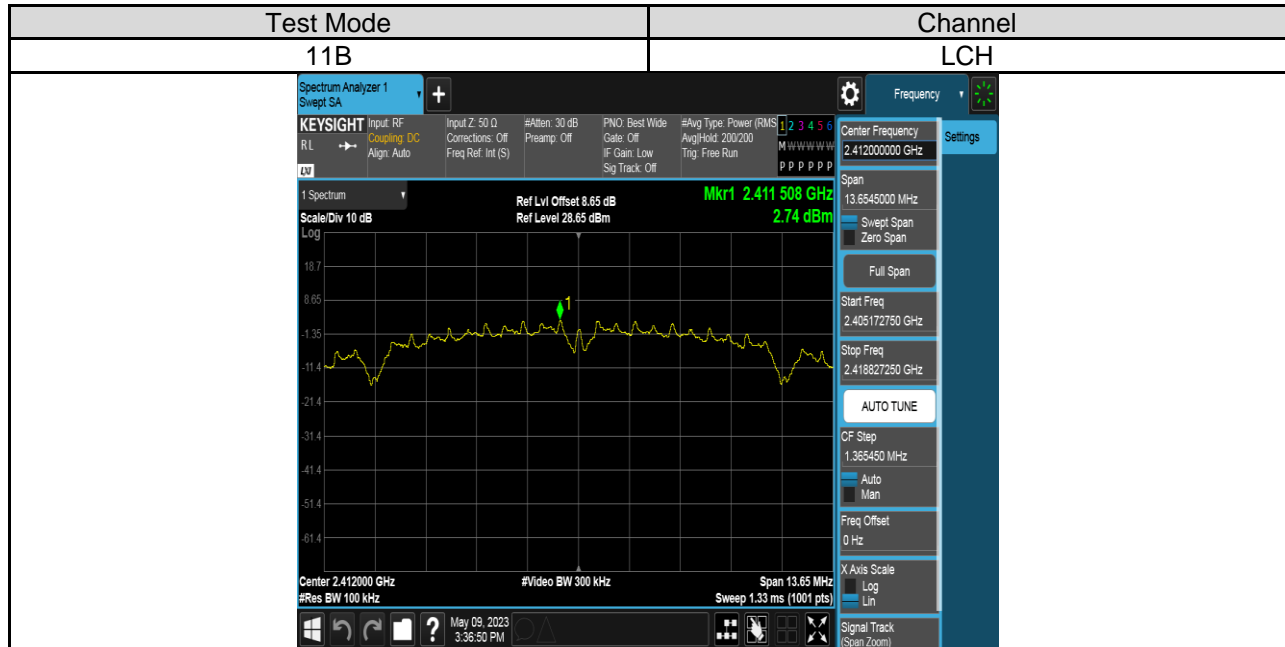 Test Mode Channel
11B LCH
Spectrum Analyzer 1
Swept SA
+
Frequency
KEYSIGHT Input: RF Input Z: 50 Ω #Atten: 30 dB PNO: Best Wide #Avg Type: Power (RMS 1 2 3 4 5 6
RL Coupling: DC Corrections: Off Preamp: Off Gate: Off Avg|Hold: 200/200 M W W W W W
Align: Auto Freq Ref: Int (S) IF Gain: Low Trig: Free Run
LXI Sig Track: Off P P P P P P
1 Spectrum
Ref Lvl Offset 8.65 dB Mkr1 2.411 508 GHz
Scale/Div 10 dB Ref Level 28.65 dBm 2.74 dBm
Log
18.7
8.65
1
-1.35
-11.4
-21.4
-31.4
-41.4
-51.4
-61.4
Center 2.412000 GHz #Video BW 300 kHz Span 13.65 MHz
#Res BW 100 kHz Sweep 1.33 ms (1001 pts)
? May 09, 2023
3:36:50 PM
Center Frequency
2.412000000 GHz
Settings
Span
13.6545000 MHz
Swept Span
Zero Span
Full Span
Start Freq
2.405172750 GHz
Stop Freq
2.418827250 GHz
AUTO TUNE
CF Step
1.365450 MHz
Auto
Man
Freq Offset
0 Hz
X Axis Scale
Log
Lin
Signal Track
(Span Zoom)